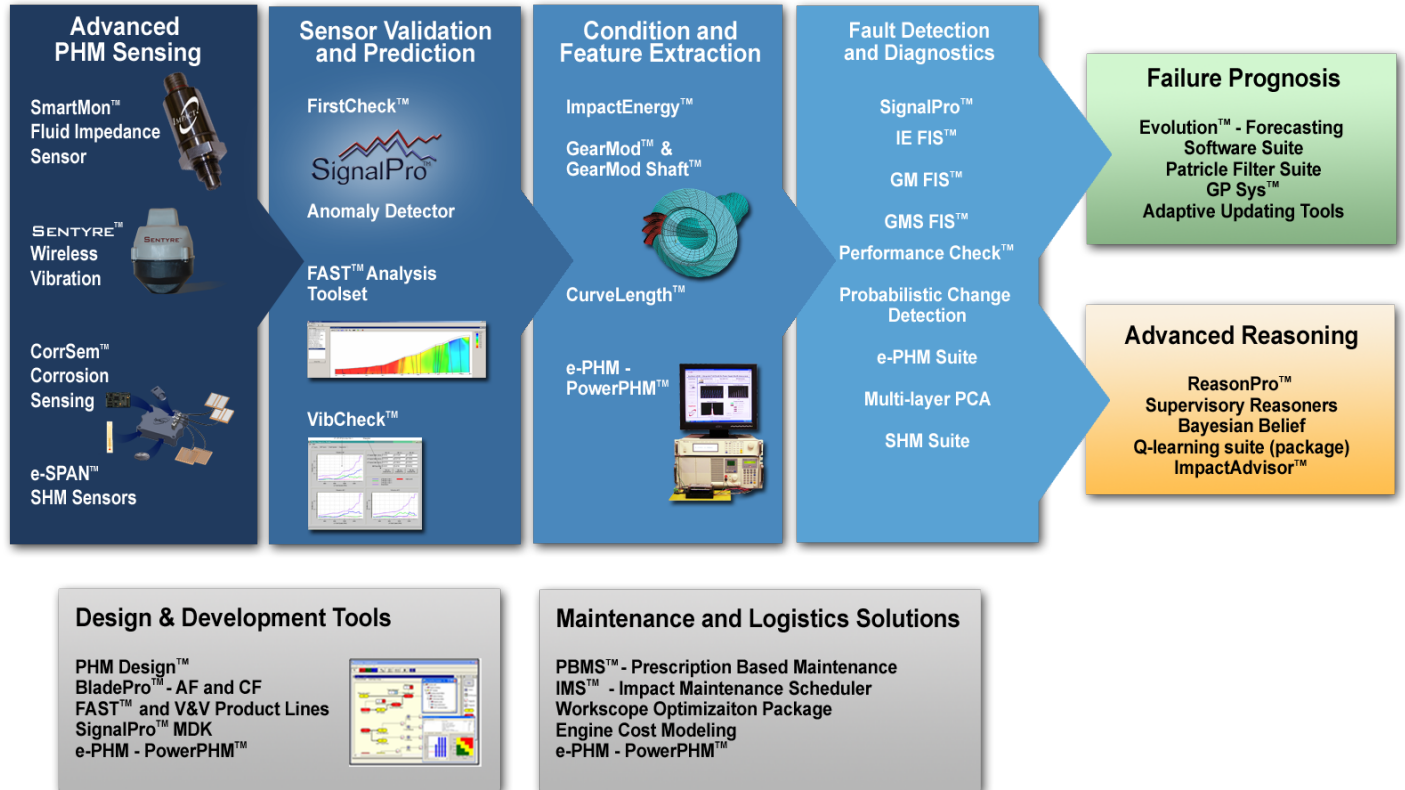 Advanced
PHM Sensing
SmartMon™
Fluid Impedance
Sensor
IMPACT
SENTYRE™
Wireless
Vibration
SENTYRE
CorrSem™
Corrosion
Sensing
e-SPAN™
SHM Sensors
Sensor Validation
and Prediction
FirstCheck™
SignalPro™
Anomaly Detector
FAST™ Analysis
Toolset
VibCheck™
Condition and
Feature Extraction
ImpactEnergy™
GearMod™ &
GearMod Shaft™
CurveLength™
e-PHM -
PowerPHM™
Fault Detection
and Diagnostics
SignalPro™
IE FIS™
GM FIS™
GMS FIS™
Performance Check™
Probabilistic Change
Detection
e-PHM Suite
Multi-layer PCA
SHM Suite
Failure Prognosis
Evolution™ - Forecasting
Software Suite
Patricle Filter Suite
GP Sys™
Adaptive Updating Tools
Advanced Reasoning
ReasonPro™
Supervisory Reasoners
Bayesian Belief
Q-learning suite (package)
ImpactAdvisor™
Design & Development Tools
PHM Design™
BladePro™ - AF and CF
FAST™ and V&V Product Lines
SignalPro™ MDK
e-PHM - PowerPHM™
Maintenance and Logistics Solutions
PBMS™ - Prescription Based Maintenance
IMS™ - Impact Maintenance Scheduler
Workscope Optimizaiton Package
Engine Cost Modeling
e-PHM - PowerPHM™